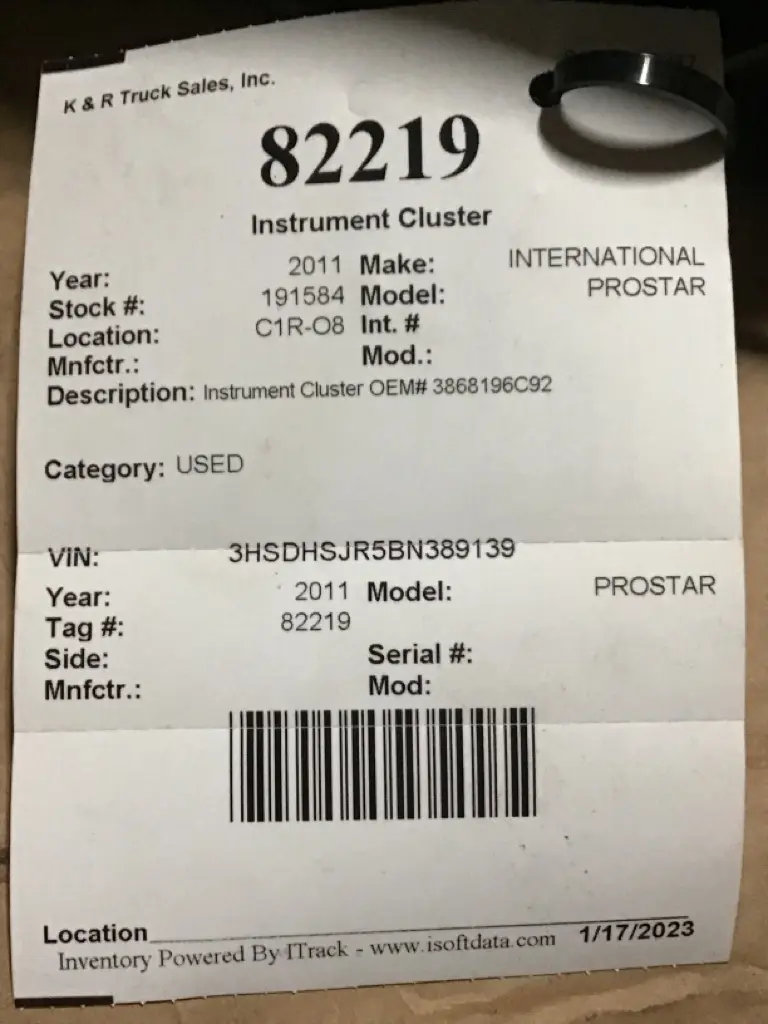 K & R Truck Sales, Inc.
82219
Instrument Cluster
Year: 2011 Make: INTERNATIONAL
Stock #: 191584 Model: PROSTAR
Location: C1R-O8 Int. #
Mnfctr.: Mod.:
Description: Instrument Cluster OEM# 3868196C92
Category: USED
VIN: 3HSDHSJR5BN389139
Year: 2011 Model: PROSTAR
Tag #: 82219
Side: Serial #:
Mnfctr.: Mod:
Location 1/17/2023
Inventory Powered By ITrack - www.isoftdata.com